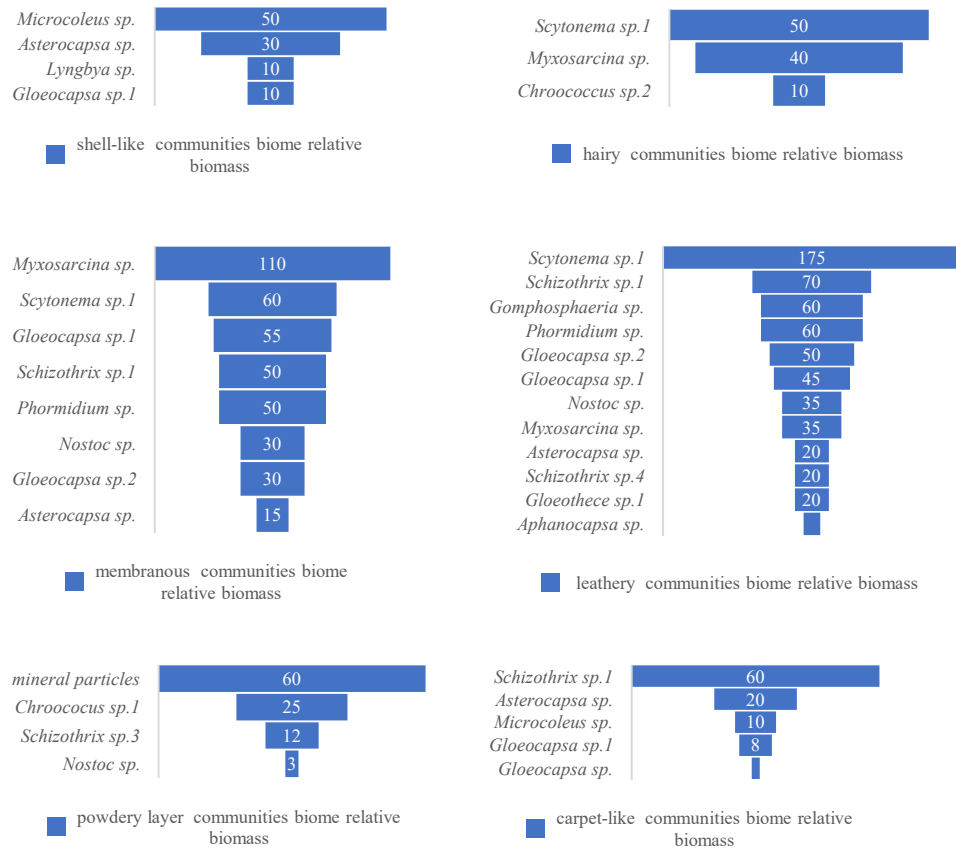 Microcoleus sp. 50
Asterocapsa sp. 30
Lyngbya sp. 10
Gloeocapsa sp.1 10
shell-like communities biome relative
biomass
Scytonema sp.1 50
Myxosarcina sp. 40
Chroococcus sp.2 10
hairy communities biome relative biomass
Myxosarcina sp. 110
Scytonema sp.1 60
Gloeocapsa sp.1 55
Schizothrix sp.1 50
Phormidium sp. 50
Nostoc sp. 30
Gloeocapsa sp.2 30
Asterocapsa sp. 15
membranous communities biome
relative biomass
Scytonema sp.1 175
Schizothrix sp.1 70
Gomphosphaeria sp. 60
Phormidium sp. 60
Gloeocapsa sp.2 50
Gloeocapsa sp.1 45
Nostoc sp. 35
Myxosarcina sp. 35
Asterocapsa sp. 20
Schizothrix sp.4 20
Gloeothece sp.1 20
Aphanocapsa sp.
leathery communities biome relative biomass
mineral particles 60
Chroococus sp.1 25
Schizothrix sp.3 12
Nostoc sp. 3
powdery layer communities biome relative
biomass
Schizothrix sp.1 60
Asterocapsa sp. 20
Microcoleus sp. 10
Gloeocapsa sp.1 8
Gloeocapsa sp.
carpet-like communities biome relative
biomass